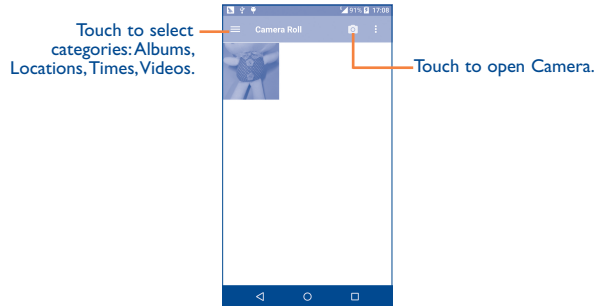 91% 17:08
Touch to select
categories: Albums,
Locations, Times, Videos.
Camera Roll
Touch to open Camera.